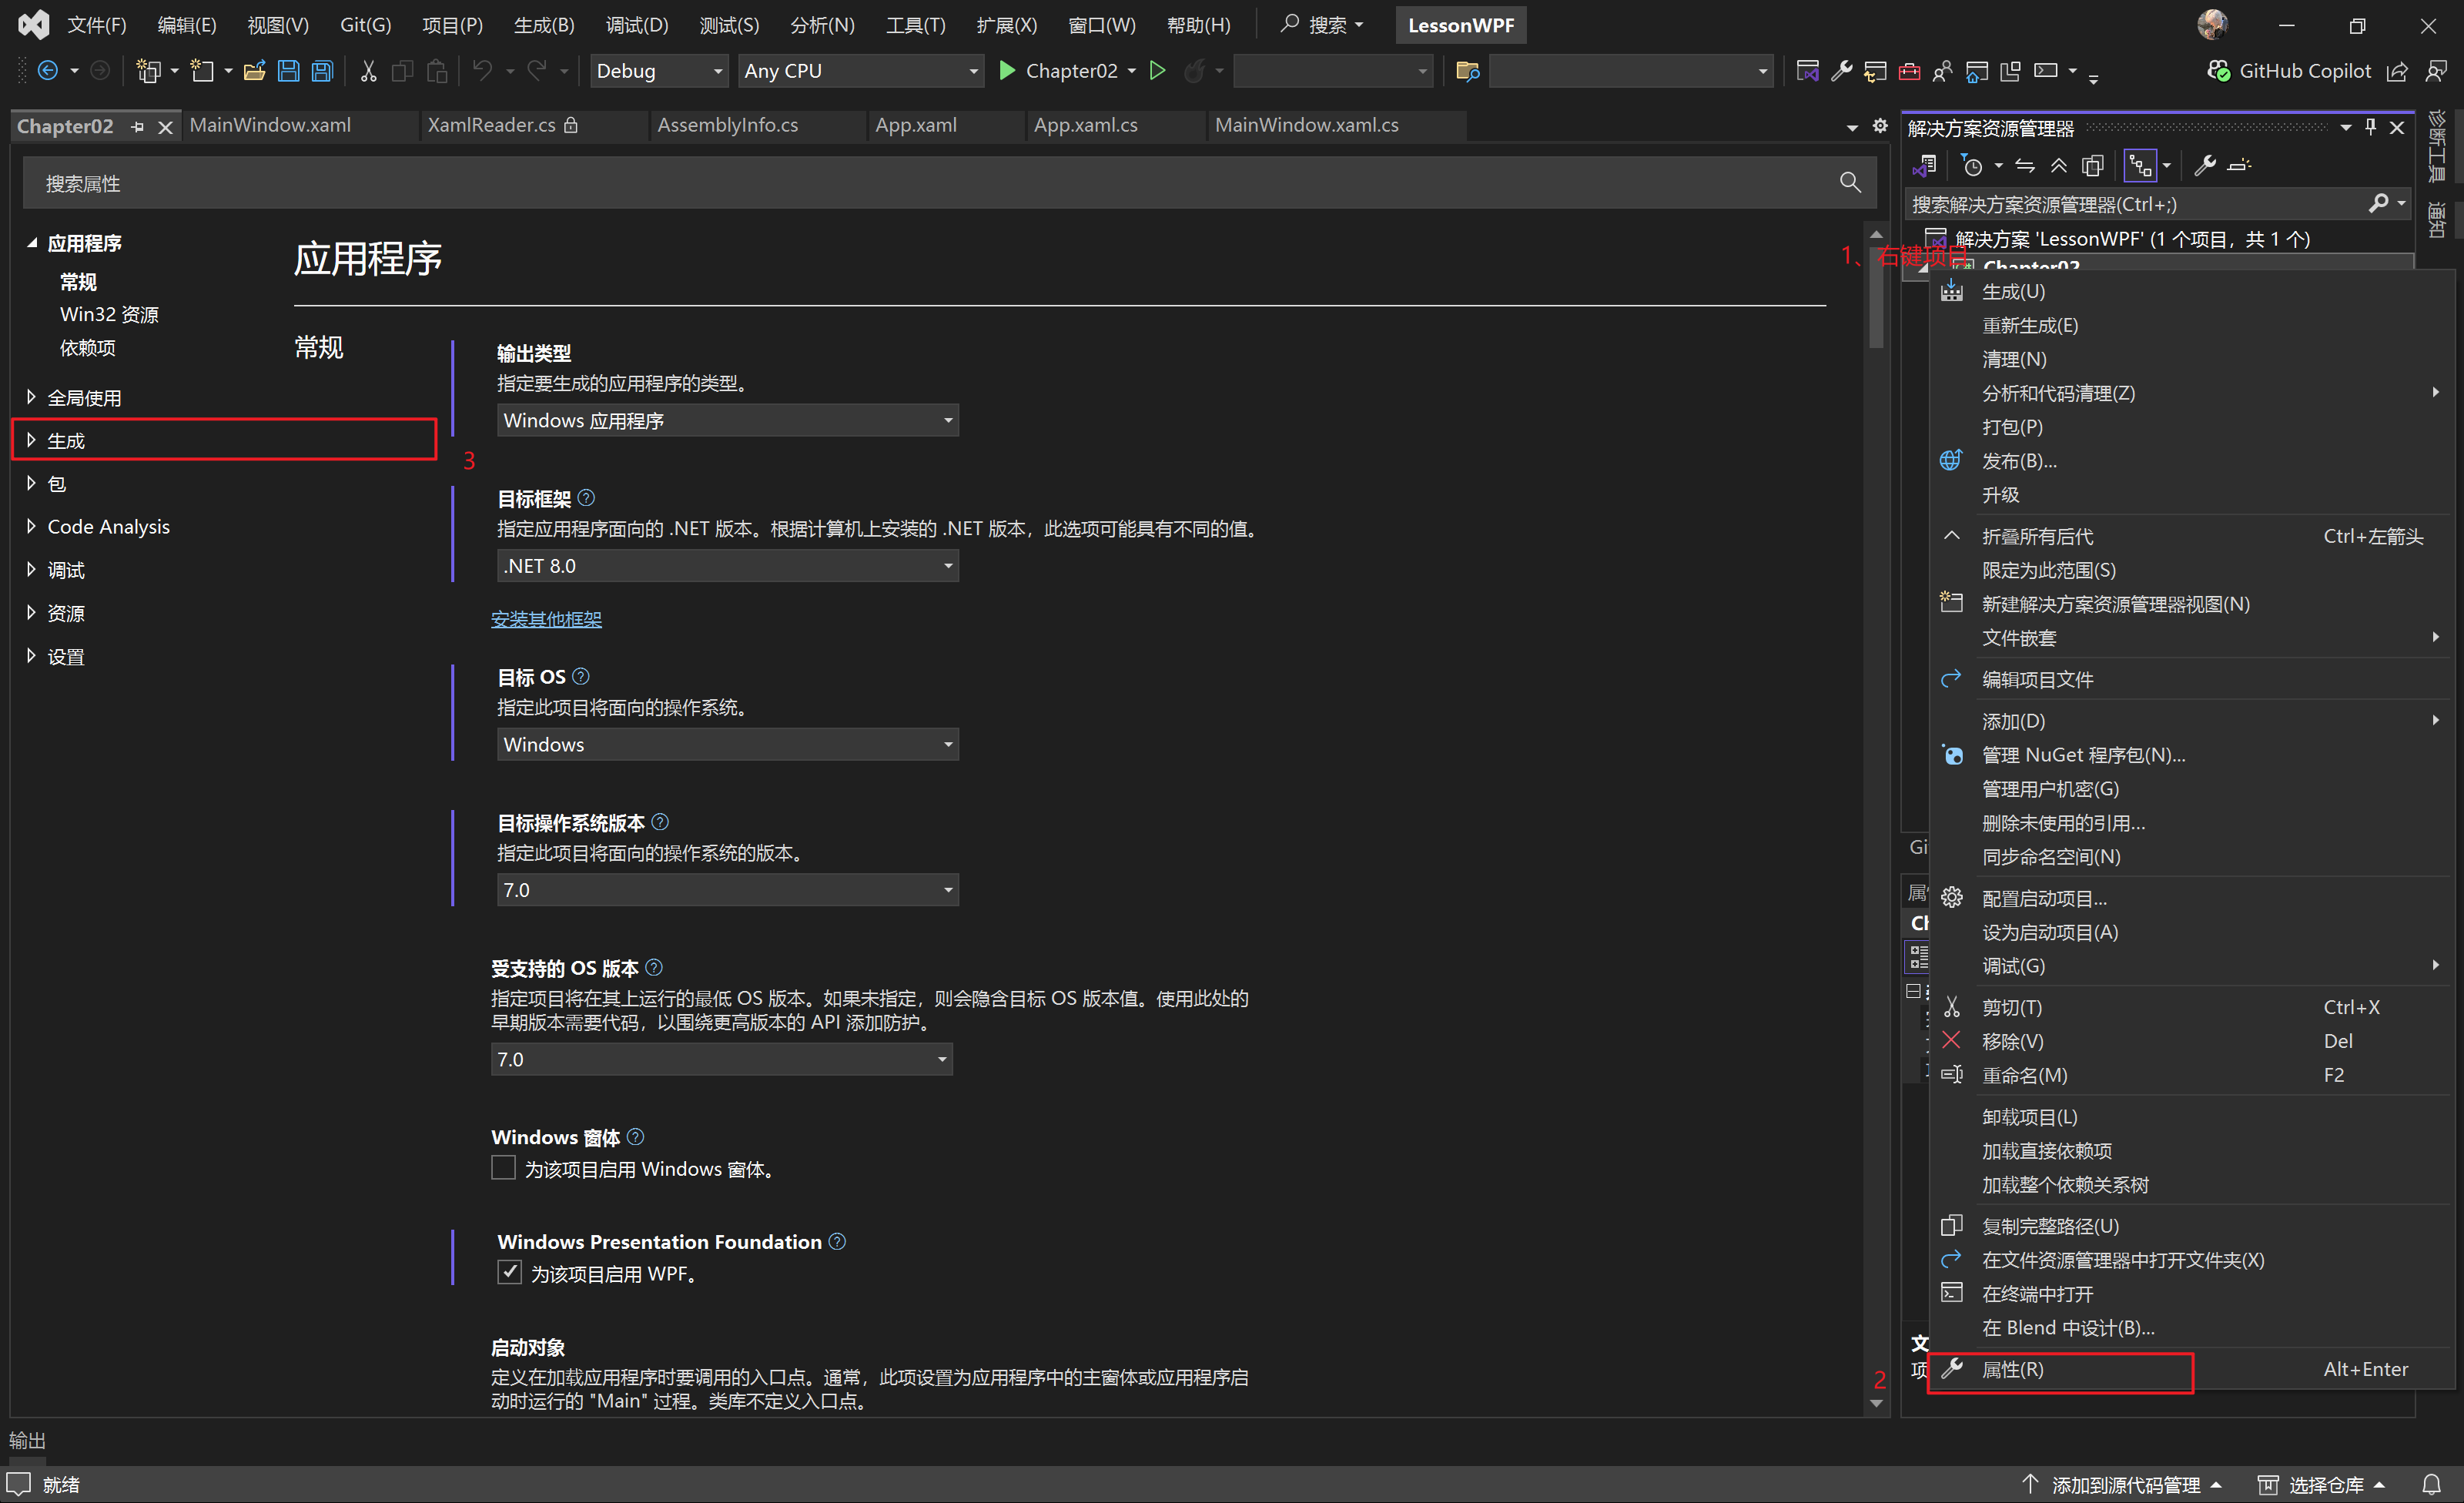 文件(F) 编辑(E) 视图(V) Git(G) 项目(P) 生成(B) 调试(D) 测试(S) 分析(N) 工具(T) 扩展(X) 窗口(W) 帮助(H) 搜索 LessonWPF
Debug Any CPU Chapter02 GitHub Copilot
Chapter02 MainWindow.xaml XamlReader.cs AssemblyInfo.cs App.xaml App.xaml.cs MainWindow.xaml.cs
搜索属性
应用程序
常规
Win32 资源
依赖项
全局使用
生成
3
包
Code Analysis
调试
资源
设置
应用程序
常规
输出类型
指定要生成的应用程序的类型。
Windows 应用程序
目标框架
指定应用程序面向的 .NET 版本。根据计算机上安装的 .NET 版本，此选项可能具有不同的值。
.NET 8.0
安装其他框架
目标 OS
指定此项目将面向的操作系统。
Windows
目标操作系统版本
指定此项目将面向的操作系统的版本。
7.0
受支持的 OS 版本
指定项目将在其上运行的最低 OS 版本。如果未指定，则会隐含目标 OS 版本值。使用此处的
早期版本需要代码，以围绕更高版本的 API 添加防护。
7.0
Windows 窗体
为该项目启用 Windows 窗体。
Windows Presentation Foundation
为该项目启用 WPF。
启动对象
定义在加载应用程序时要调用的入口点。通常，此项设置为应用程序中的主窗体或应用程序启
动时运行的 "Main" 过程。类库不定义入口点。
解决方案资源管理器
搜索解决方案资源管理器(Ctrl+;)
解决方案 'LessonWPF' (1 个项目，共 1 个)
1、右键项目
Chapter02
生成(U)
重新生成(E)
清理(N)
分析和代码清理(Z)
打包(P)
发布(B)...
升级
折叠所有后代 Ctrl+左箭头
限定为此范围(S)
新建解决方案资源管理器视图(N)
文件嵌套
编辑项目文件
添加(D)
管理 NuGet 程序包(N)...
管理用户机密(G)
删除未使用的引用...
同步命名空间(N)
配置启动项目...
设为启动项目(A)
调试(G)
剪切(T) Ctrl+X
移除(V) Del
重命名(M) F2
卸载项目(L)
加载直接依赖项
加载整个依赖关系树
复制完整路径(U)
在文件资源管理器中打开文件夹(X)
在终端中打开
在 Blend 中设计(B)...
2
属性(R) Alt+Enter
Gi
属
Ch
文
项
诊断工具
通知
输出
就绪
添加到源代码管理
选择仓库